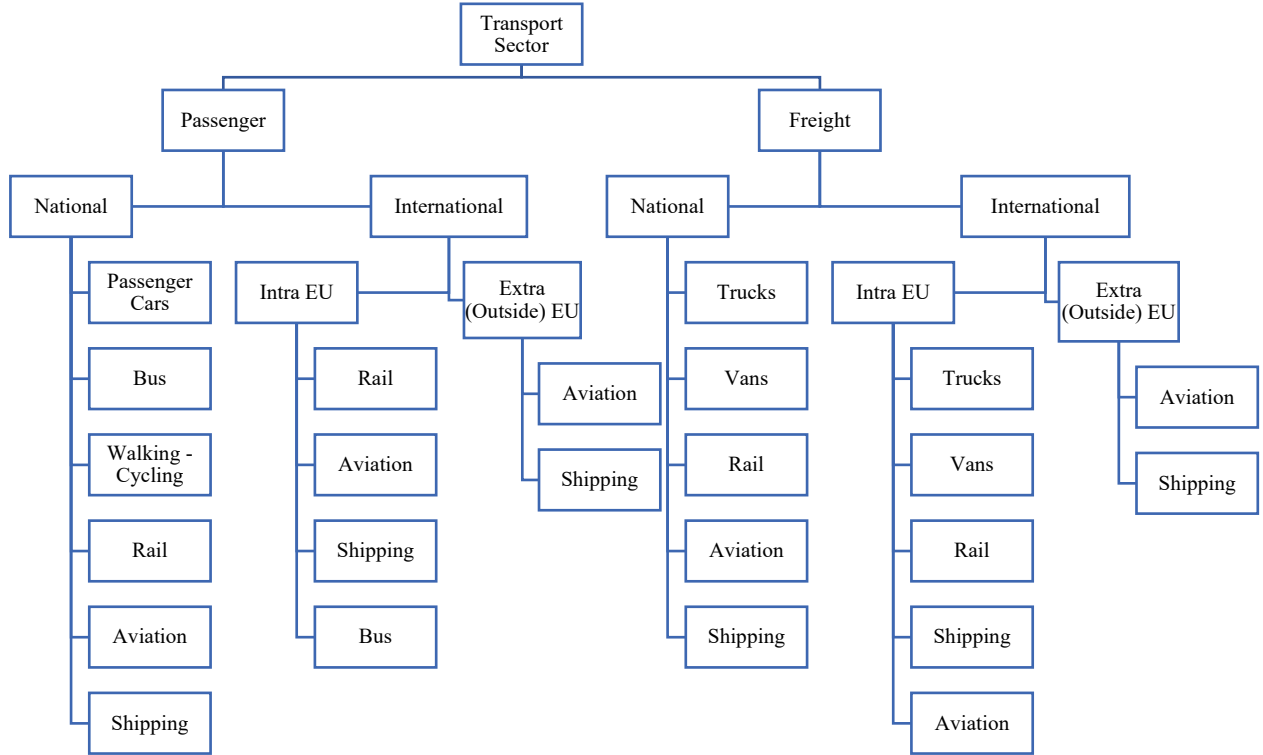 Transport
Sector
Passenger
Freight
National
International
National
International
Passenger
Cars
Bus
Walking -
Cycling
Rail
Aviation
Shipping
Intra EU
Rail
Aviation
Shipping
Bus
Extra
(Outside) EU
Aviation
Shipping
Trucks
Vans
Rail
Aviation
Shipping
Intra EU
Trucks
Vans
Rail
Shipping
Aviation
Extra
(Outside) EU
Aviation
Shipping